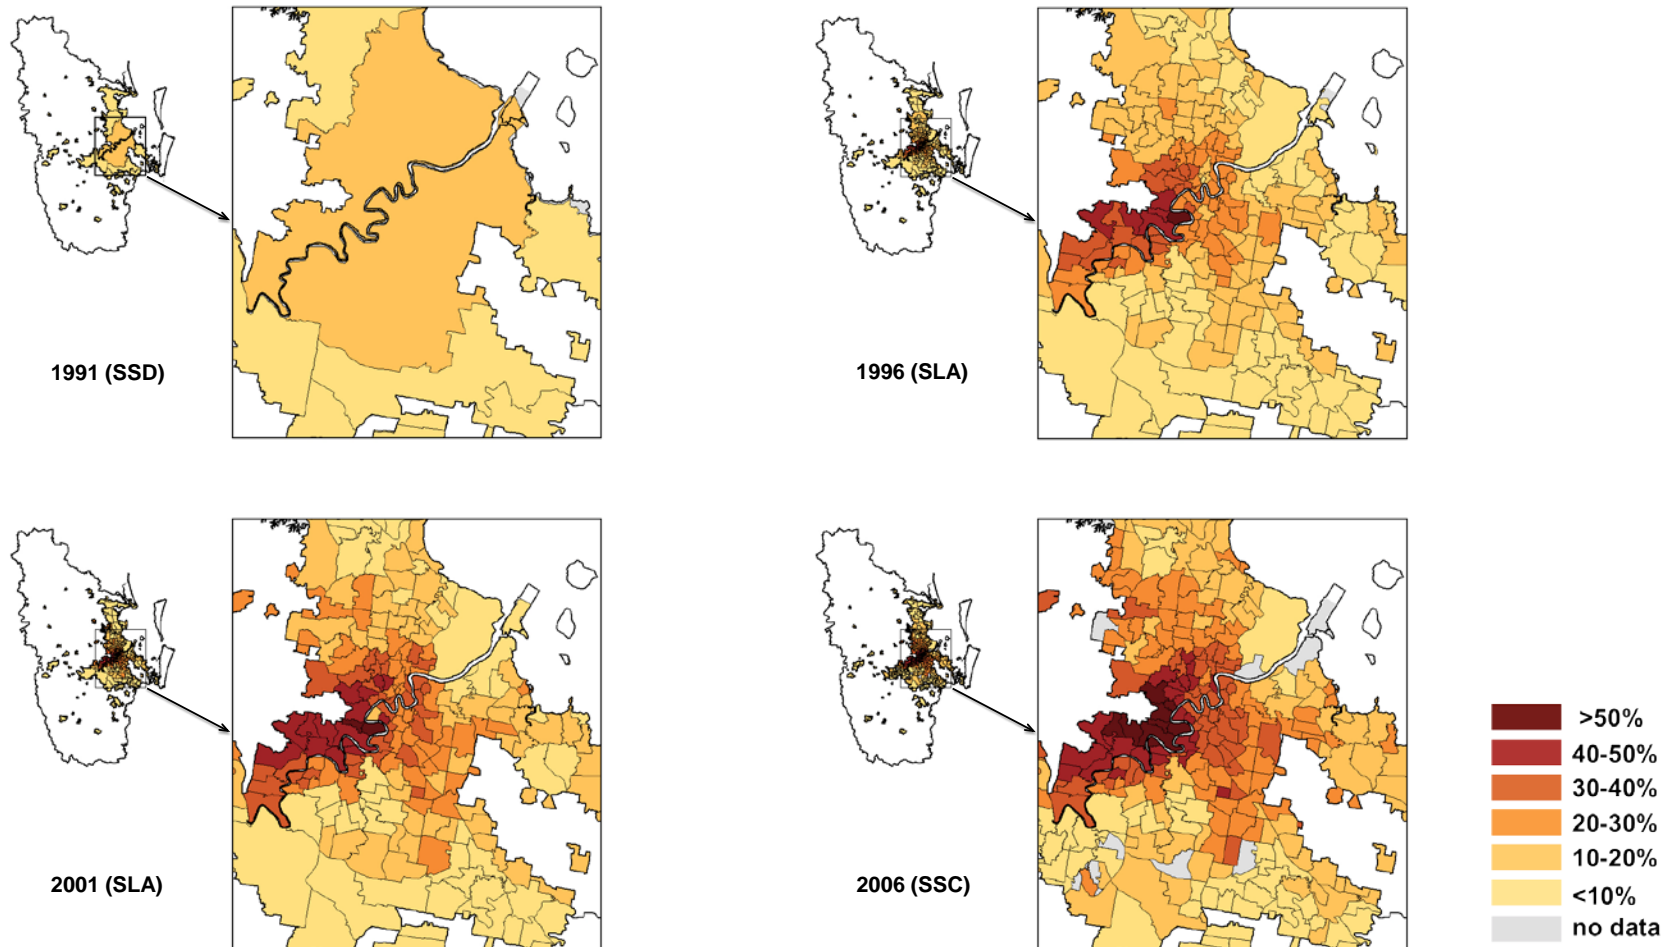 1991 (SSD)
1996 (SLA)
2001 (SLA)
2006 (SSC)
>50%
40-50%
30-40%
20-30%
10-20%
<10%
no data